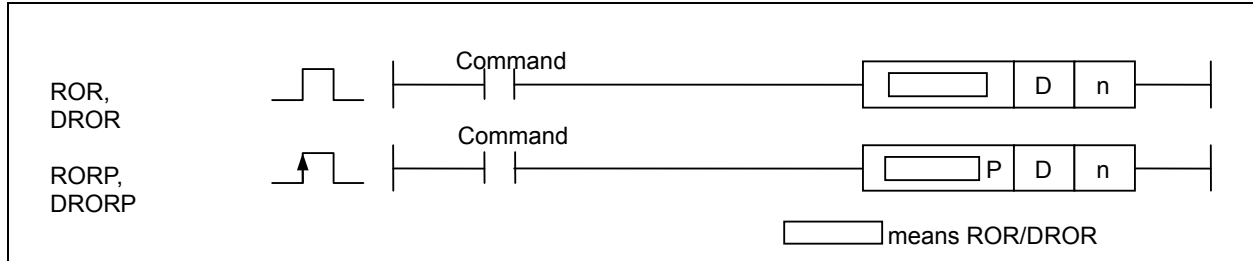 Command
ROR,
DROR
D
n
Command
RORP,
DRORP
P
D
n
means ROR/DROR